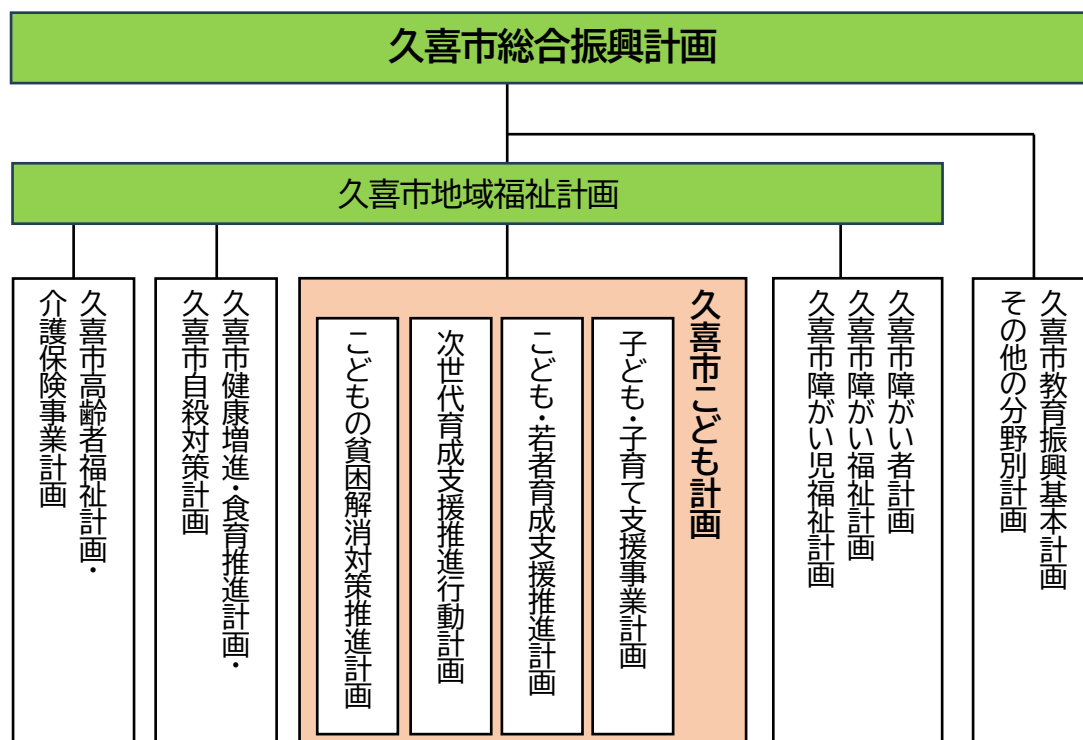 久喜市総合振興計画
久喜市地域福祉計画
久喜市教育振興基本計画
その他の分野別計画
久喜市障がい者計画
久喜市障がい福祉計画
久喜市障がい児福祉計画
久喜市こども計画
子ども・子育て支援事業計画
こども・若者育成支援推進計画
次世代育成支援推進行動計画
こどもの貧困解消対策推進計画
久喜市健康増進・食育推進計画・
久喜市自殺対策計画
久喜市高齢者福祉計画・
介護保険事業計画